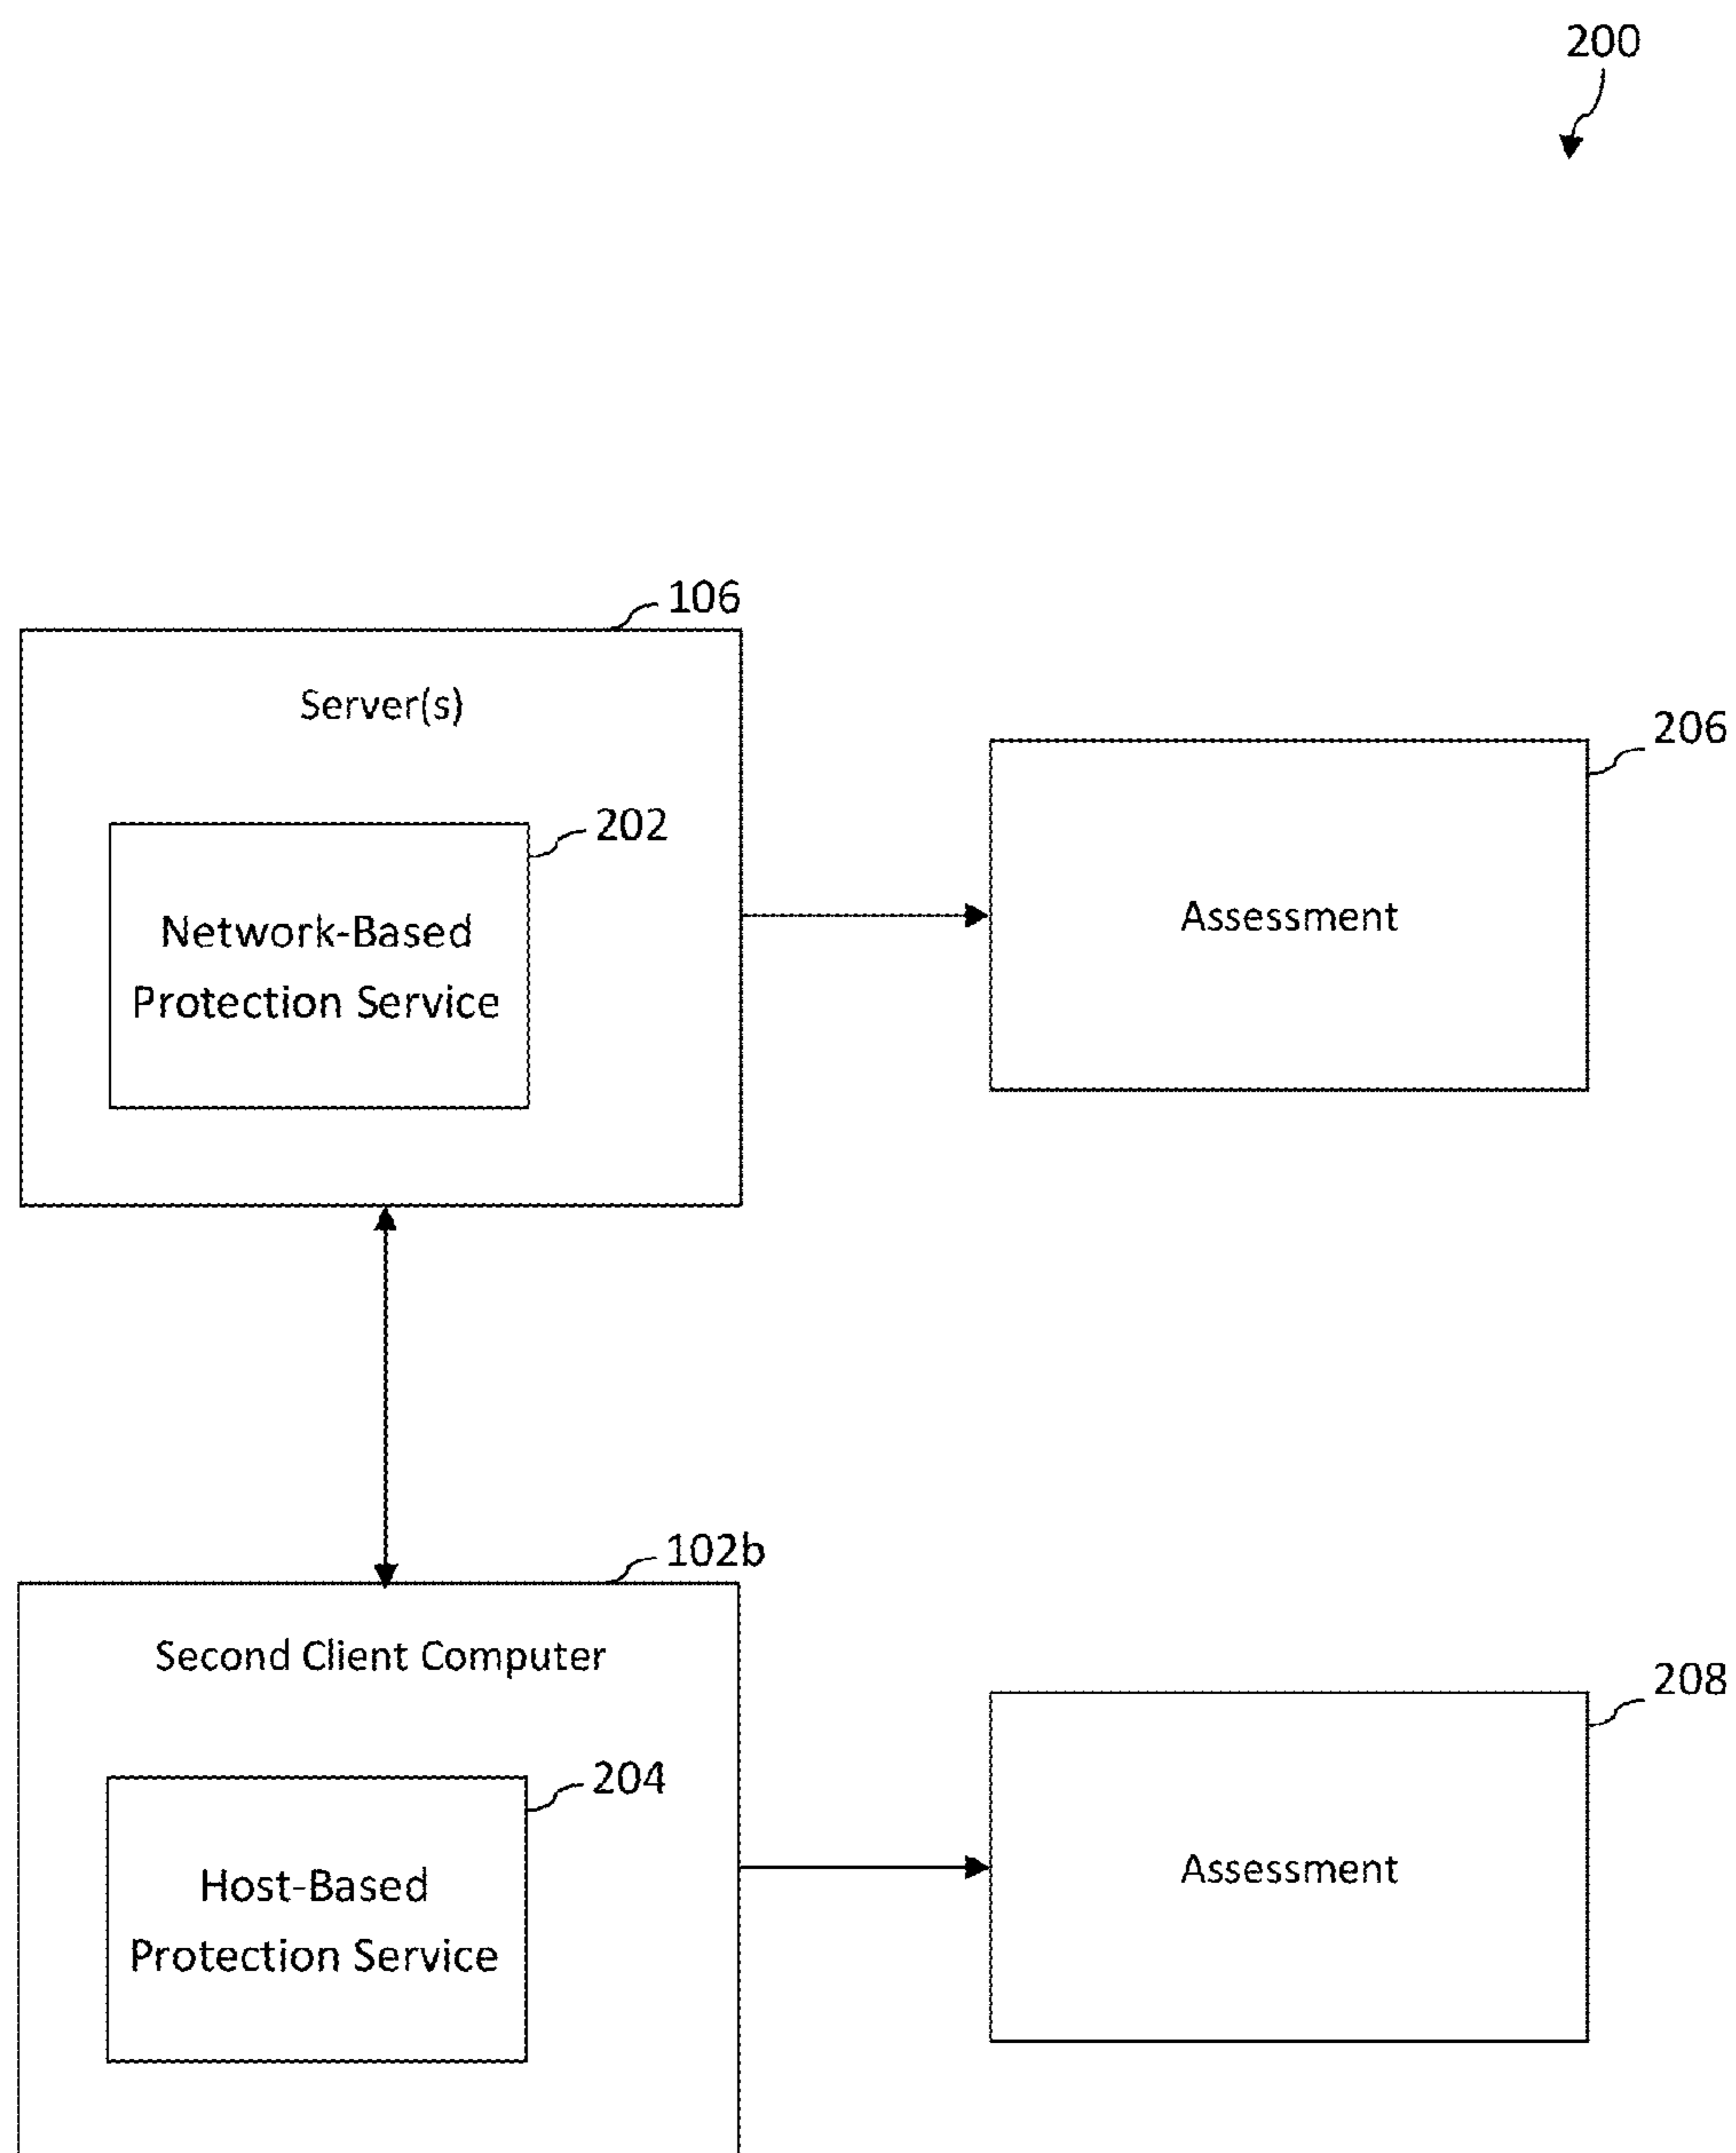 200
106
Server(s)
206
202
Network-Based
Protection Service
Assessment
102b
Second Client Computer
208
204
Host-Based
Protection Service
Assessment